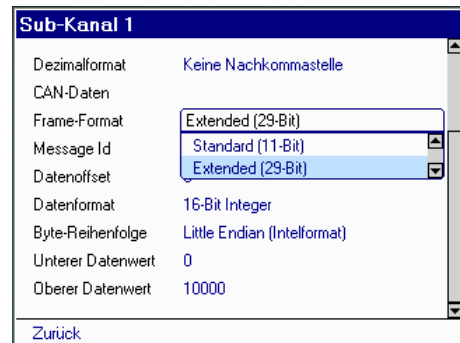 Sub-Kanal 1
Dezimalformat Keine Nachkommastelle
CAN-Daten
Frame-Format Extended (29-Bit)
Message Id Standard (11-Bit)
Datenoffset Extended (29-Bit)
Datenformat 16-Bit Integer
Byte-Reihenfolge Little Endian (Intelformat)
Unterer Datenwert 0
Oberer Datenwert 10000
Zurück